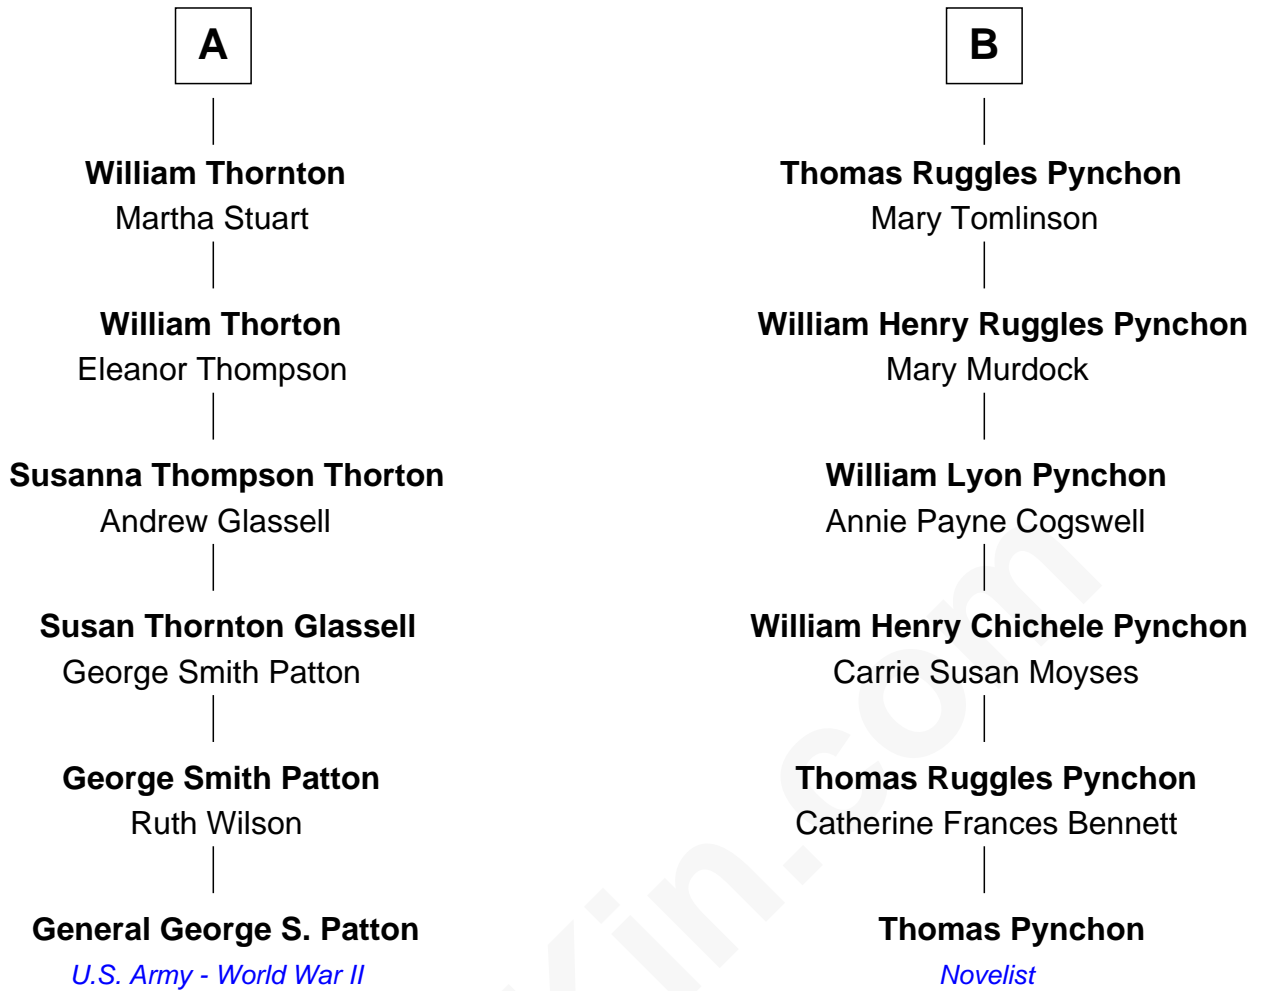 A
William Thornton
Martha Stuart
William Thorton
Eleanor Thompson
Susanna Thompson Thorton
Andrew Glassell
Susan Thornton Glassell
George Smith Patton
George Smith Patton
Ruth Wilson
General George S. Patton
U.S. Army - World War II
B
Thomas Ruggles Pynchon
Mary Tomlinson
William Henry Ruggles Pynchon
Mary Murdock
William Lyon Pynchon
Annie Payne Cogswell
William Henry Chichele Pynchon
Carrie Susan Moyses
Thomas Ruggles Pynchon
Catherine Frances Bennett
Thomas Pynchon
Novelist
Kin.com